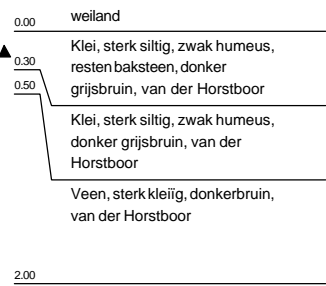 0.00
weiland
Klei, sterk siltig, zwak humeus,
0.30
resten baksteen, donker
grijsbruin, van der Horstboor
0.50
Klei, sterk siltig, zwak humeus,
donker grijsbruin, van der
Horstboor
Veen, sterk kleiïg, donkerbruin,
van der Horstboor
2.00